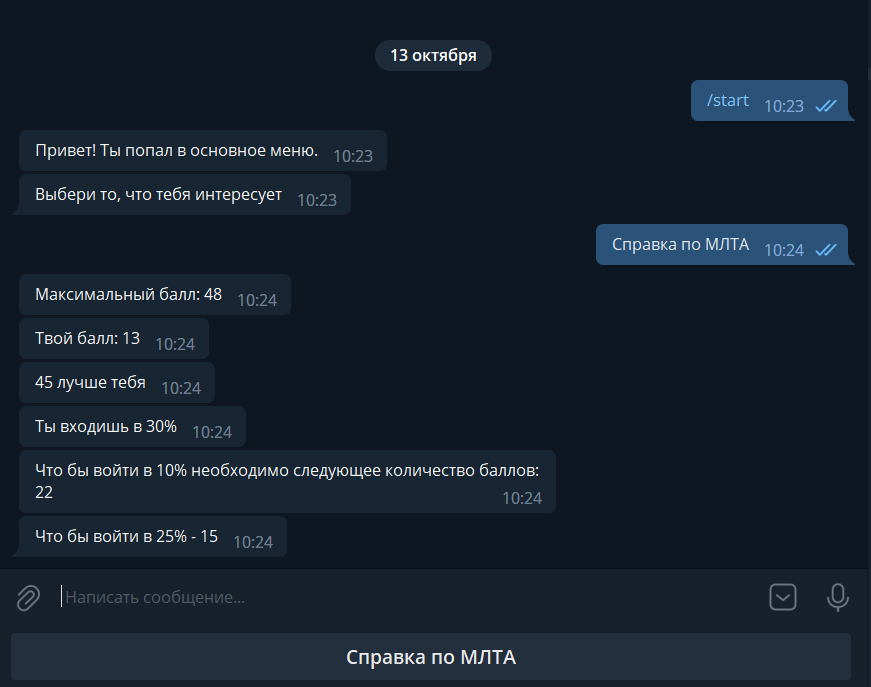 13 октября
/start 10:23
Привет! Ты попал в основное меню. 10:23
Выбери то, что тебя интересует 10:23
Справка по МЛТА 10:24
Максимальный балл: 48 10:24
Твой балл: 13 10:24
45 лучше тебя 10:24
Ты входишь в 30% 10:24
Что бы войти в 10% необходимо следующее количество баллов:
22 10:24
Что бы войти в 25% - 15 10:24
Написать сообщение...
Справка по МЛТА